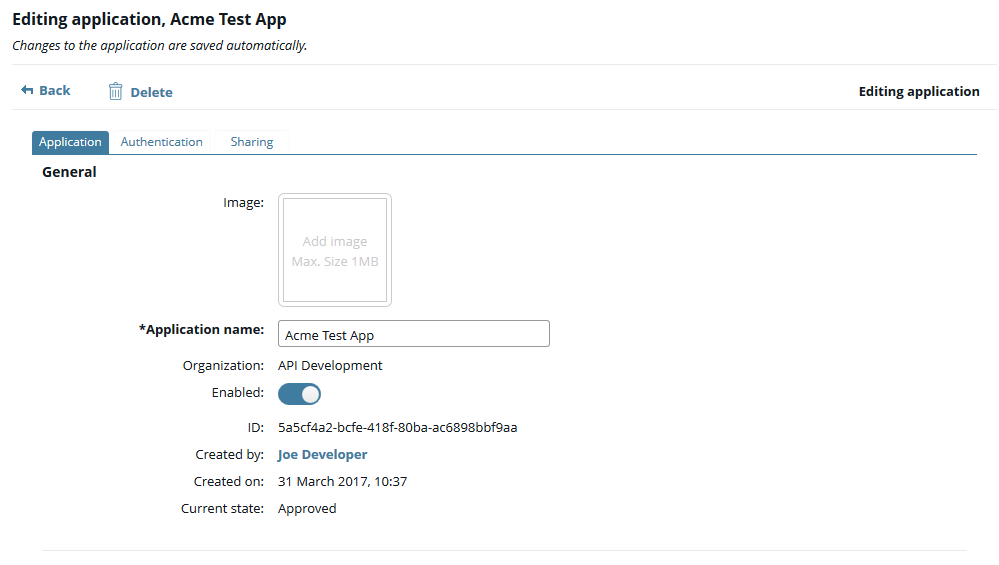 Editing application, Acme Test App
Changes to the application are saved automatically.
Back Delete Editing application
Application Authentication Sharing
General
Image:
Add image
Max. Size 1MB
*Application name: Acme Test App
Organization: API Development
Enabled:
ID: 5a5cf4a2-bcfe-418f-80ba-ac6898bbf9aa
Created by: Joe Developer
Created on: 31 March 2017, 10:37
Current state: Approved